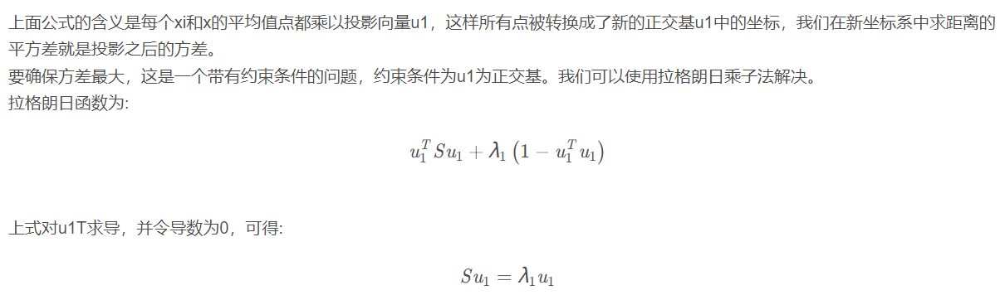 上面公式的含义是每个xi和x的平均值点都乘以投影向量u1，这样所有点被转换成了新的正交基u1中的坐标，我们在新坐标系中求距离的
平方差就是投影之后的方差。
要确保方差最大，这是一个带有约束条件的问题，约束条件为u1为正交基。我们可以使用拉格朗日乘子法解决。
拉格朗日函数为:
$u_1^T S u_1 + \lambda_1 \left(1 - u_1^T u_1\right)$
上式对u1T求导，并令导数为0，可得:
$S u_1 = \lambda_1 u_1$